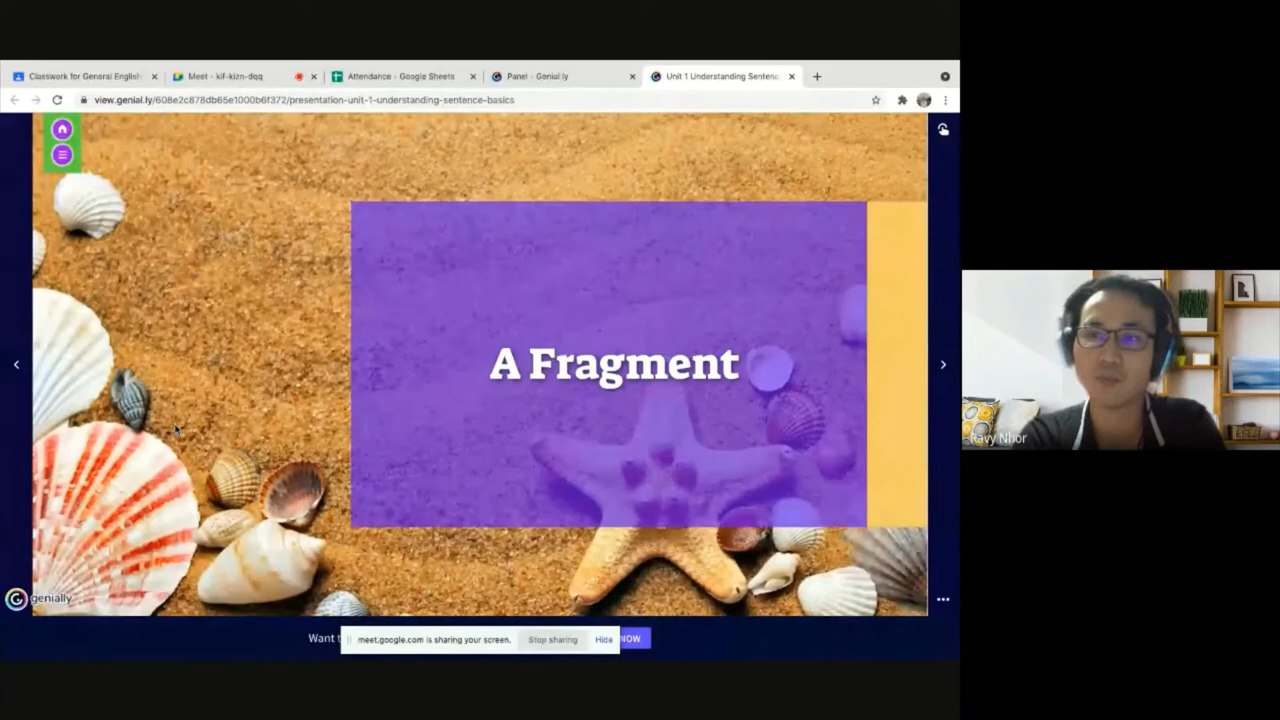 Classwork for General English
Meet - kif-kizn-dqq
Attendance - Google Sheets
Panel - Genial.ly
Unit 1 Understanding Sentenc
view.genial.ly/608e2c878db65e1000b6f372/presentation-unit-1-understanding-sentence-basics
A Fragment
Ravy Nhor
genially
Want
meet.google.com is sharing your screen.
Stop sharing
Hide
NOW